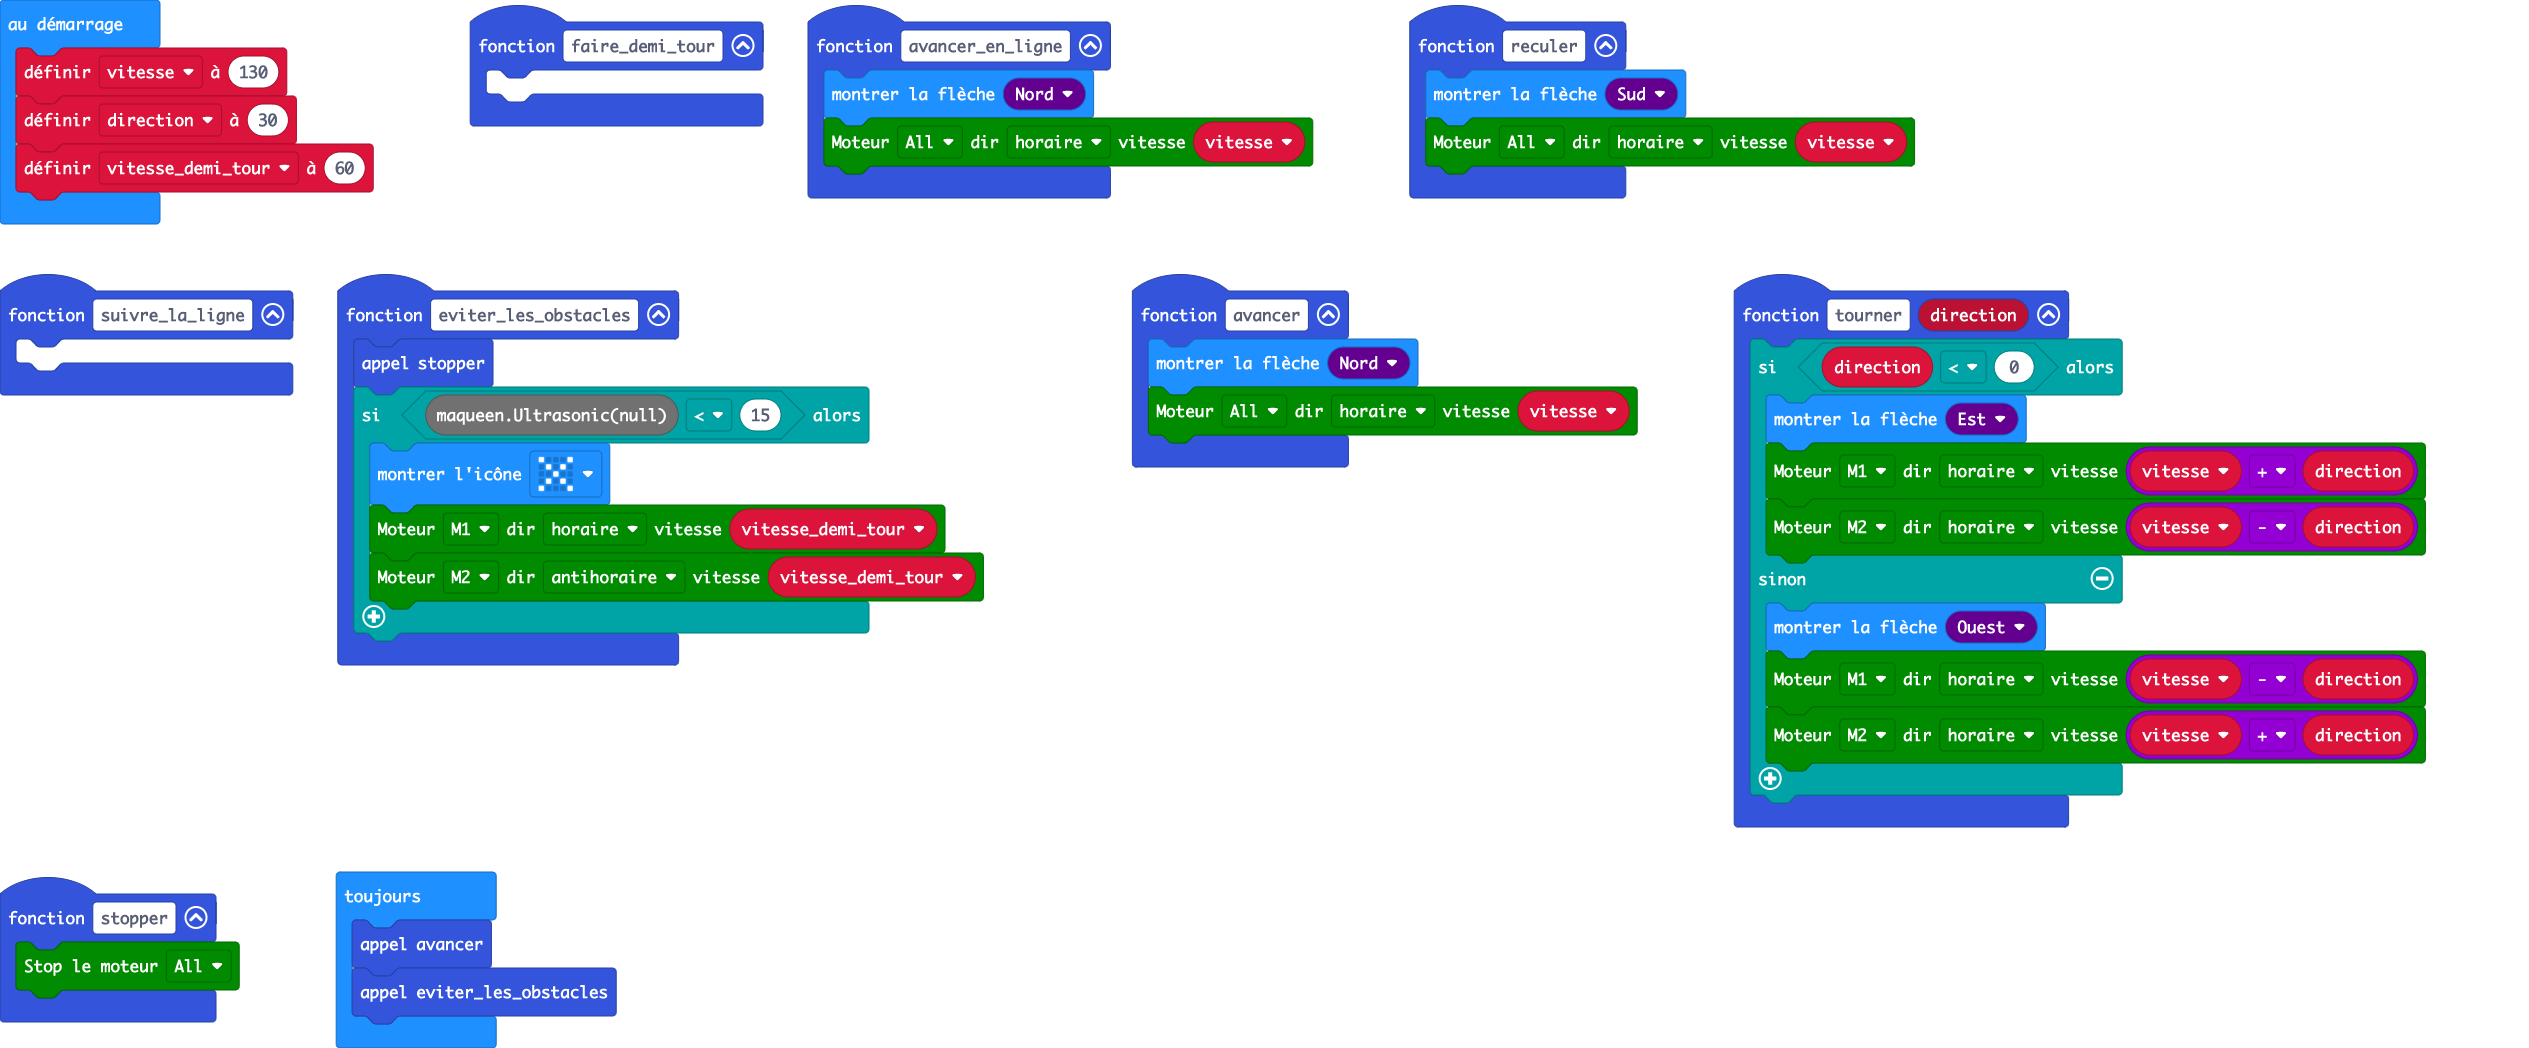 au démarrage
définir vitesse à 130
définir direction à 30
définir vitesse_demi_tour à 60
fonction faire_demi_tour
fonction avancer_en_ligne
montrer la flèche Nord
Moteur All dir horaire vitesse vitesse
fonction reculer
montrer la flèche Sud
Moteur All dir horaire vitesse vitesse
fonction suivre_la_ligne
fonction eviter_les_obstacles
appel stopper
si maqueen.Ultrasonic(null) < 15 alors
montrer l'icône
Moteur M1 dir horaire vitesse vitesse_demi_tour
Moteur M2 dir antihoraire vitesse vitesse_demi_tour
fonction avancer
montrer la flèche Nord
Moteur All dir horaire vitesse vitesse
fonction tourner direction
si direction < 0 alors
montrer la flèche Est
Moteur M1 dir horaire vitesse vitesse + direction
Moteur M2 dir horaire vitesse vitesse - direction
sinon
montrer la flèche Ouest
Moteur M1 dir horaire vitesse vitesse - direction
Moteur M2 dir horaire vitesse vitesse + direction
fonction stopper
Stop le moteur All
toujours
appel avancer
appel eviter_les_obstacles